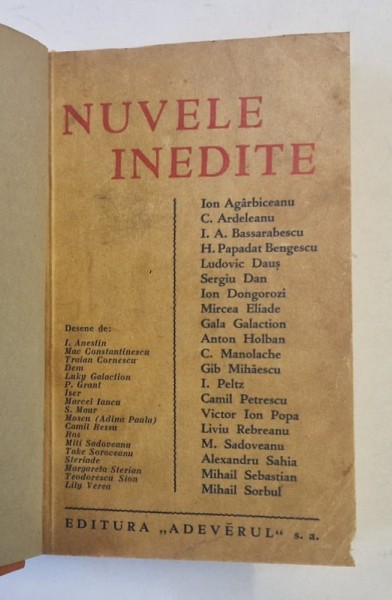 NUVELE
INEDITE
Ion Agârbiceanu
C. Ardeleanu
I. A. Bassarabescu
H. Papadat Bengescu
Ludovic Dauș
Sergiu Dan
Ion Dongorozi
Mircea Eliade
Gala Galaction
Anton Holban
C. Manolache
Gib Mihăescu
I. Peltz
Camil Petrescu
Victor Ion Popa
Liviu Rebreanu
M. Sadoveanu
Alexandru Sahia
Mihail Sebastian
Mihail Sorbul
Desene de:
I. Anestin
Mac Constantinescu
Traian Cornescu
Dem
Luky Galaction
P. Grant
Iser
Marcel Iancu
S. Maur
Moscu (Adina Paula)
Camil Ressu
Ros
Mili Sadoveanu
Take Soroceanu
Steriade
Margareta Sterian
Teodorescu Sion
Lily Verea
EDITURA „ADEVĒRUL" s. a.